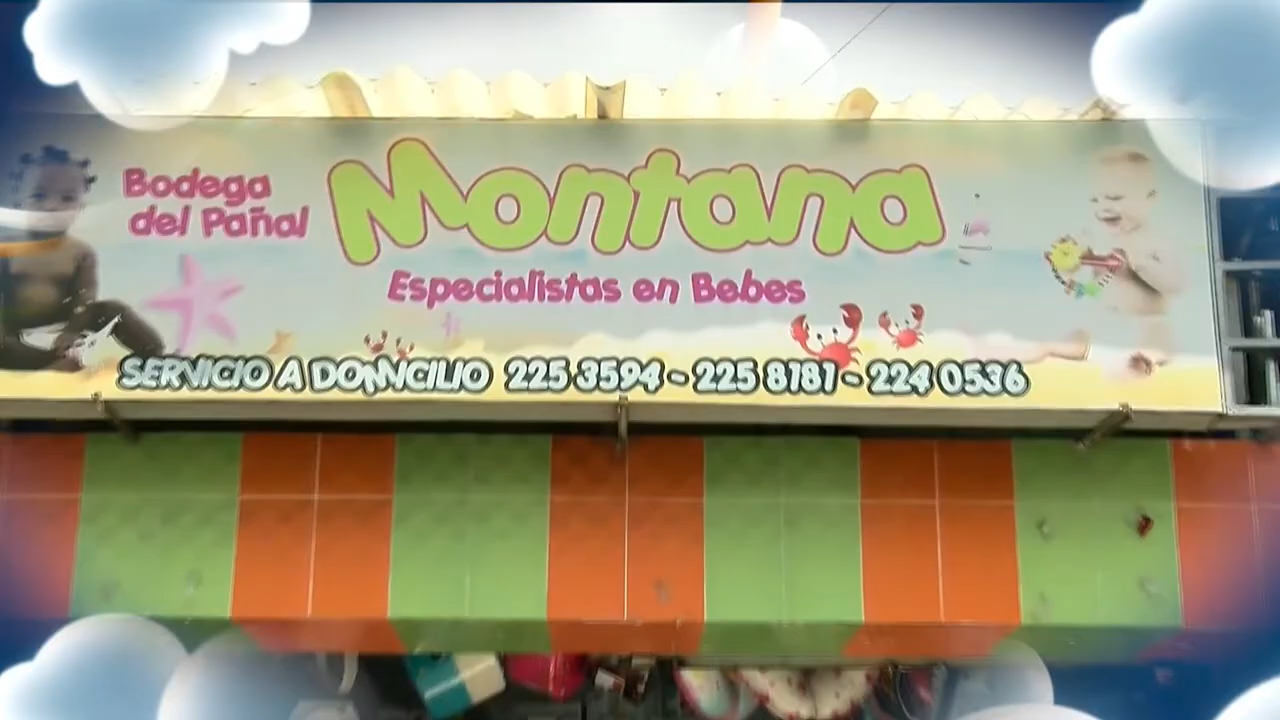 Bodega
del Pañal
Montana
Especialistas en Bebes
SERVICIO A DOMICILIO 225 3594 - 225 8181 - 224 0536